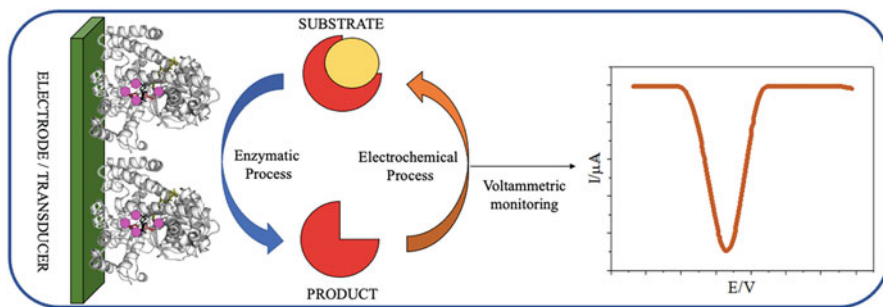 ELECTRODE / TRANSDUCER
SUBSTRATE
Enzymatic
Process
Electrochemical
Process
PRODUCT
Voltammetric
monitoring
I/µA
E/V